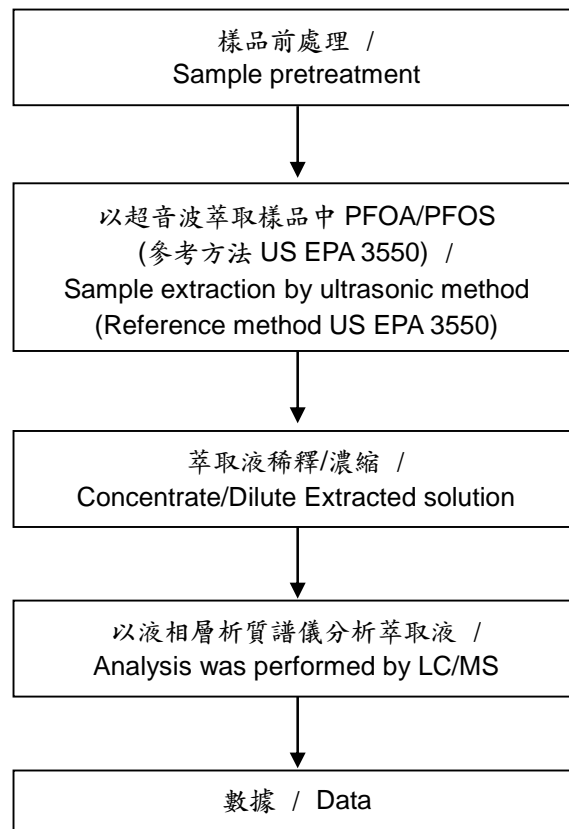 樣品前處理 /
Sample pretreatment
以超音波萃取樣品中 PFOA/PFOS
(參考方法 US EPA 3550) /
Sample extraction by ultrasonic method
(Reference method US EPA 3550)
萃取液稀釋/濃縮 /
Concentrate/Dilute Extracted solution
以液相層析質譜儀分析萃取液 /
Analysis was performed by LC/MS
數據 / Data